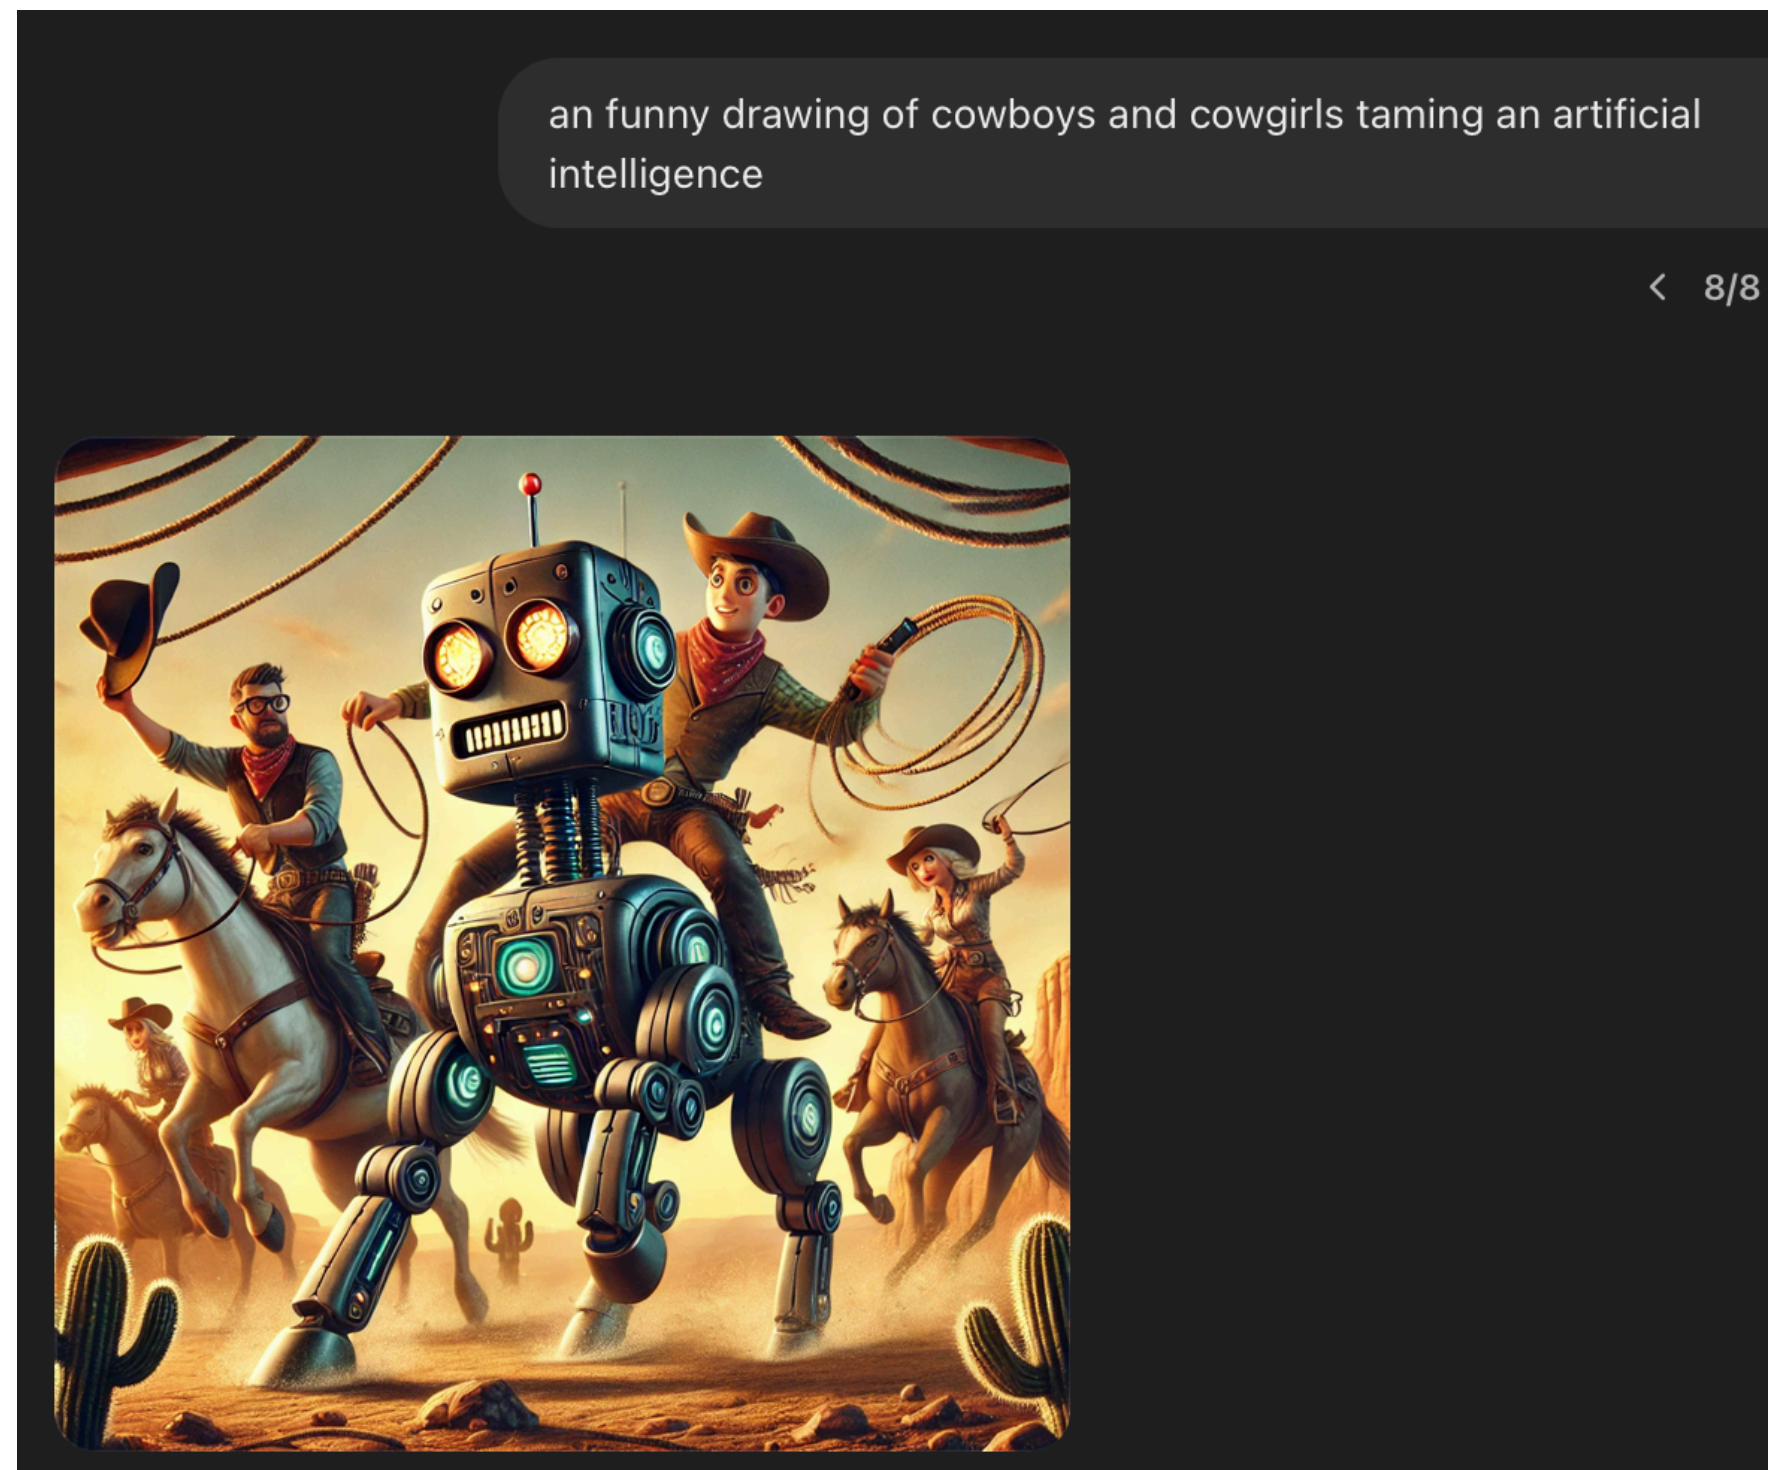 an funny drawing of cowboys and cowgirls taming an artificial
intelligence
8/8